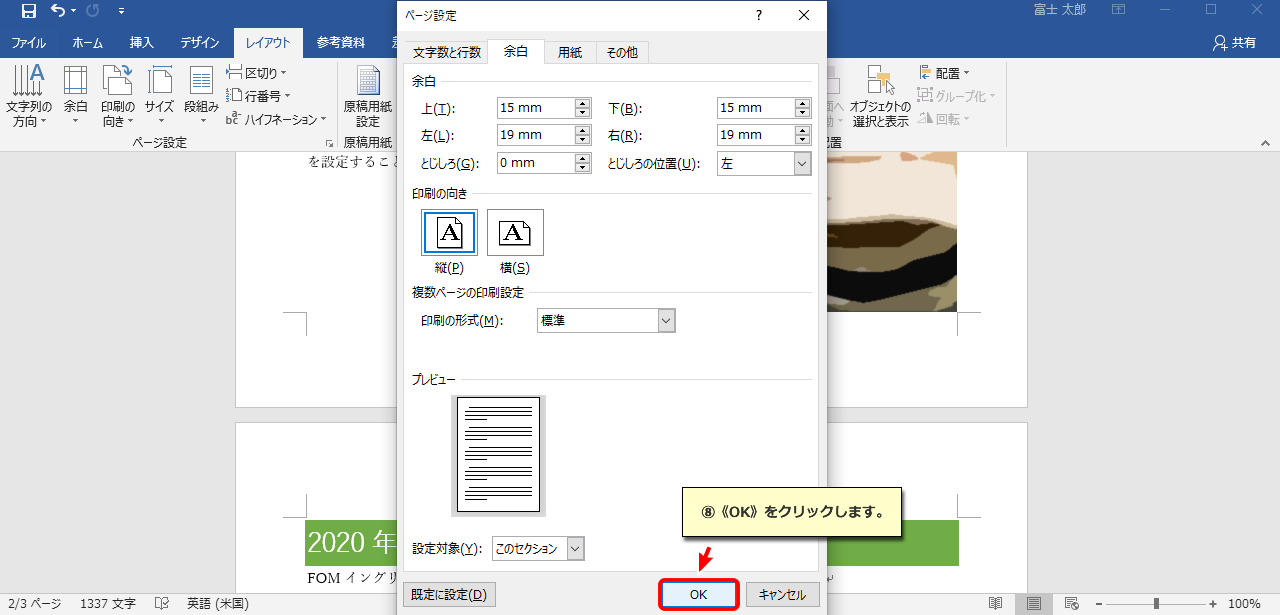 ページ設定
富士 太郎
ファイル ホーム 挿入 デザイン レイアウト 参考資料
共有
文字数と行数 余白 用紙 その他
文字列の方向 余白 印刷の向き サイズ 段組み
区切り
行番号
ハイフネーション
原稿用紙設定
オブジェクトの選択と表示
配置
グループ化
回転
ページ設定
原稿用紙
配置
余白
上(T): 15 mm 下(B): 15 mm
左(L): 19 mm 右(R): 19 mm
とじしろ(G): 0 mm とじしろの位置(U): 左
印刷の向き
縦(P) 横(S)
複数ページの印刷設定
印刷の形式(M): 標準
プレビュー
設定対象(Y): このセクション
既定に設定(D) OK キャンセル
⑧《OK》をクリックします。
を設定するこ
2020 年
FOM イングリ
2/3 ページ 1337 文字 英語 (米国) 100%